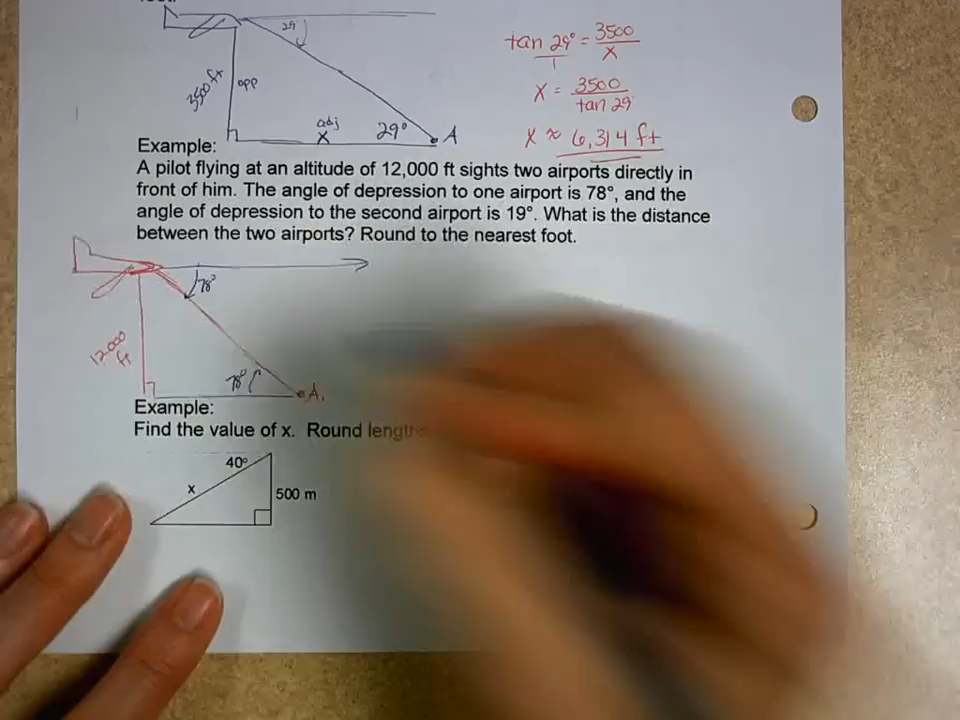 29
tan 29° = 3500 / x
1
3500 ft
opp
x = 3500 / tan 29
adj
x
29°
A
x ≈ 6,314 ft
Example:
A pilot flying at an altitude of 12,000 ft sights two airports directly in
front of him. The angle of depression to one airport is 78°, and the
angle of depression to the second airport is 19°. What is the distance
between the two airports? Round to the nearest foot.
78°
12,000
ft
78°
A₁
Example:
Find the value of x. Round lengths
40°
x
500 m